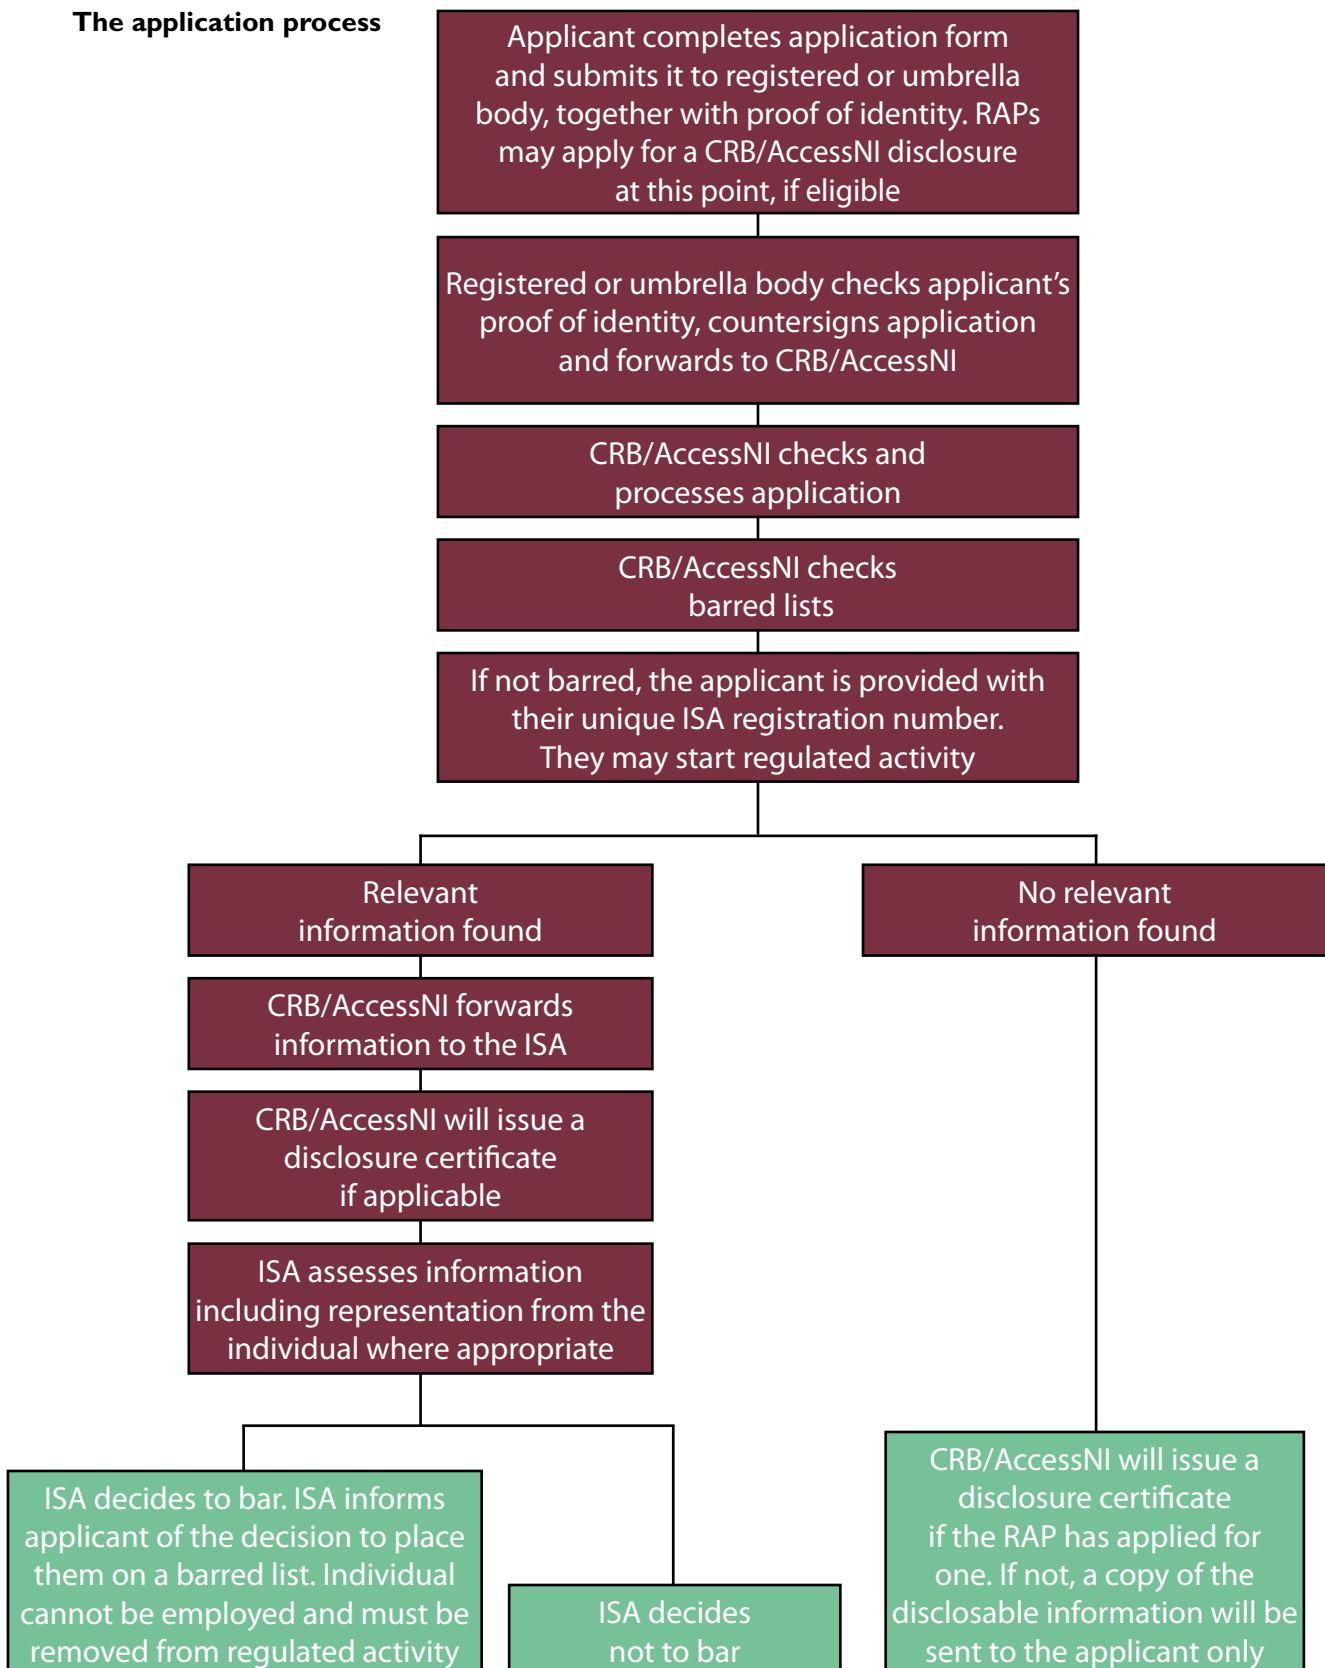 The application process
Applicant completes application form
and submits it to registered or umbrella
body, together with proof of identity. RAPs
may apply for a CRB/AccessNI disclosure
at this point, if eligible
Registered or umbrella body checks applicant’s
proof of identity, countersigns application
and forwards to CRB/AccessNI
CRB/AccessNI checks and
processes application
CRB/AccessNI checks
barred lists
If not barred, the applicant is provided with
their unique ISA registration number.
They may start regulated activity
Relevant
information found
No relevant
information found
CRB/AccessNI forwards
information to the ISA
CRB/AccessNI will issue a
disclosure certificate
if applicable
ISA assesses information
including representation from the
individual where appropriate
ISA decides to bar. ISA informs
applicant of the decision to place
them on a barred list. Individual
cannot be employed and must be
removed from regulated activity
ISA decides
not to bar
CRB/AccessNI will issue a
disclosure certificate
if the RAP has applied for
one. If not, a copy of the
disclosable information will be
sent to the applicant only